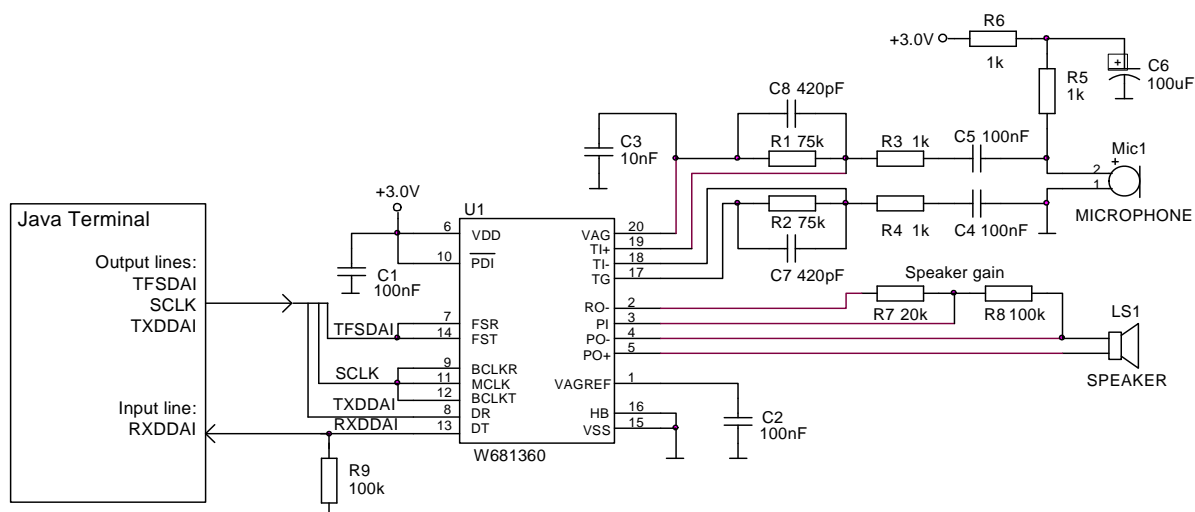 R6
+3.0V
1k
+
C6
100uF
R5
1k
C8 420pF
C3
10nF
R1 75k
R3 1k
C5 100nF
+
Mic1
2
1
MICROPHONE
R2 75k
R4 1k
C4 100nF
C7 420pF
+3.0V
C1
100nF
Java Terminal
Output lines:
TFSDAI
SCLK
TXDDAI
Input line:
RXDDAI
U1
6 VDD
10 PDI
TFSDAI
7 FSR
14 FST
SCLK
9 BCLKR
11 MCLK
12 BCLKT
TXDDAI
8 DR
RXDDAI
13 DT
VAG 20
TI+ 19
TI- 18
TG 17
RO- 2
PI 3
PO- 4
PO+ 5
VAGREF 1
HB 16
VSS 15
W681360
Speaker gain
R7 20k
R8 100k
LS1
SPEAKER
C2
100nF
R9
100k